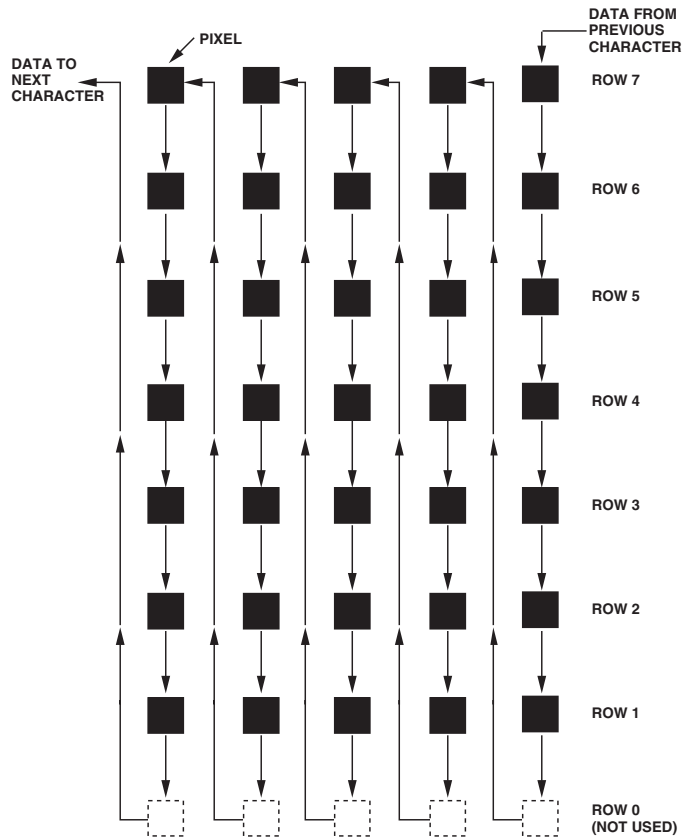 DATA FROM
PREVIOUS
CHARACTER
PIXEL
DATA TO
NEXT
CHARACTER
ROW 7
ROW 6
ROW 5
ROW 4
ROW 3
ROW 2
ROW 1
ROW 0
(NOT USED)